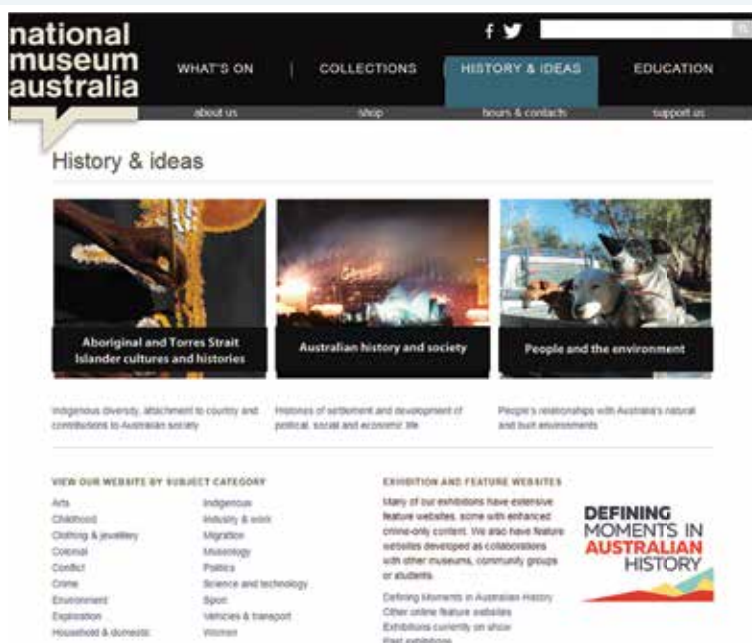 national
museum
australia
WHAT'S ON
COLLECTIONS
HISTORY & IDEAS
EDUCATION
about us
shop
hours & contacts
support us
History & ideas
Aboriginal and Torres Strait
Islander cultures and histories
Australian history and society
People and the environment
Indigenous diversity, attachment to country and
contributions to Australian society
Histories of settlement and development of
political, social and economic life
People's relationships with Australia's natural
and built environments
VIEW OUR WEBSITE BY SUBJECT CATEGORY
Arts
Childhood
Clothing & jewellery
Colonial
Conflict
Crime
Environment
Exploration
Household & domestic
Indigenous
Industry & work
Migration
Museology
Politics
Science and technology
Sport
Vehicles & transport
Women
EXHIBITION AND FEATURE WEBSITES
Many of our exhibitions have extensive
feature websites, some with enhanced
online-only content. We also have feature
websites developed as collaborations
with other museums, community groups
or students.
Defining Moments in Australian History
Other online feature websites
Exhibitions currently on show
Past exhibitions
DEFINING
MOMENTS IN
AUSTRALIAN
HISTORY